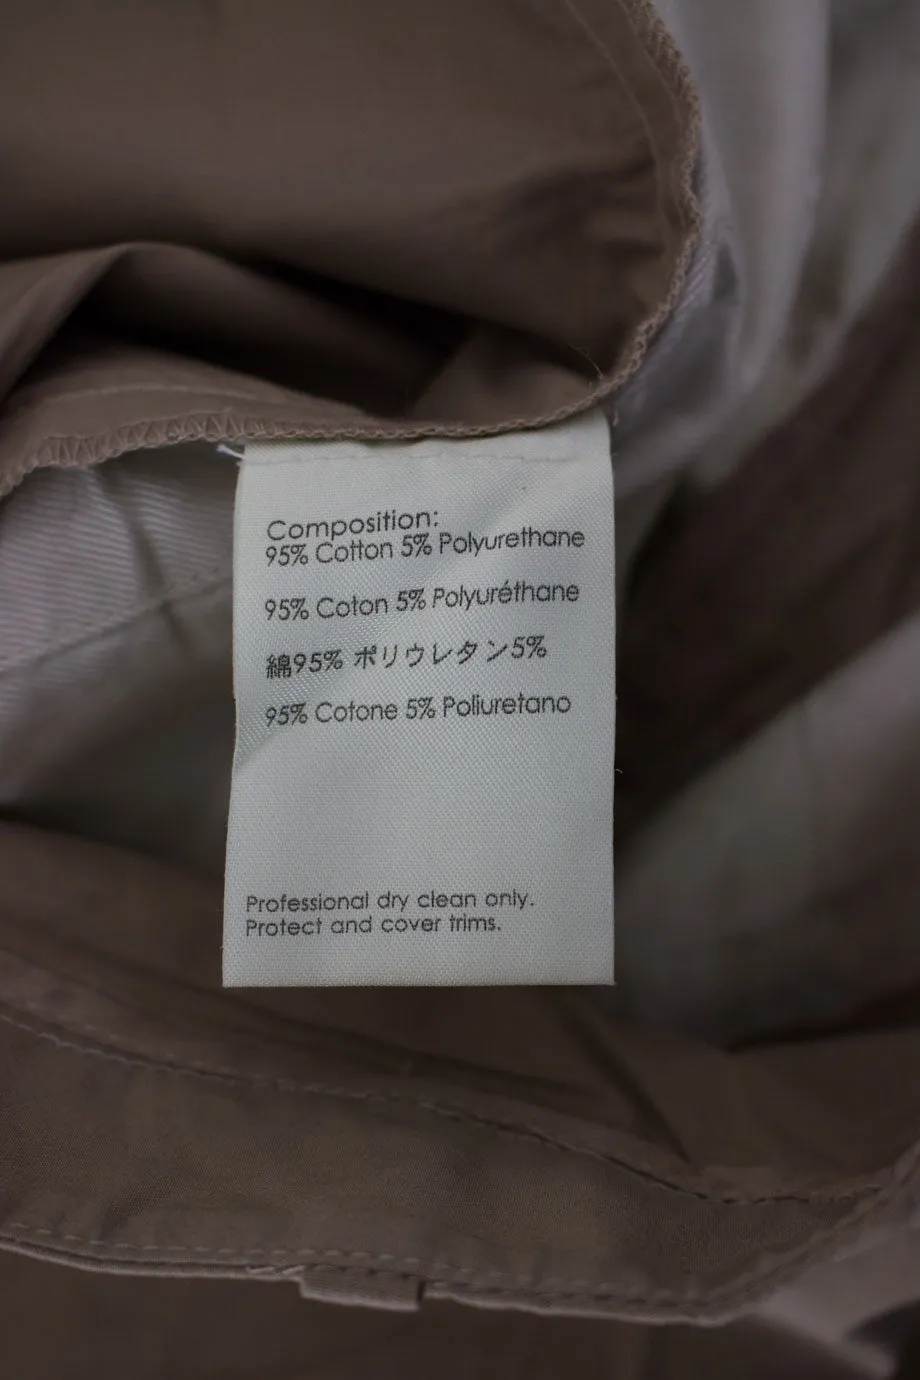 Composition:
95% Cotton 5% Polyurethane
95% Coton 5% Polyuréthane
綿95% ポリウレタン5%
95% Cotone 5% Poliuretano
Professional dry clean only.
Protect and cover trims.